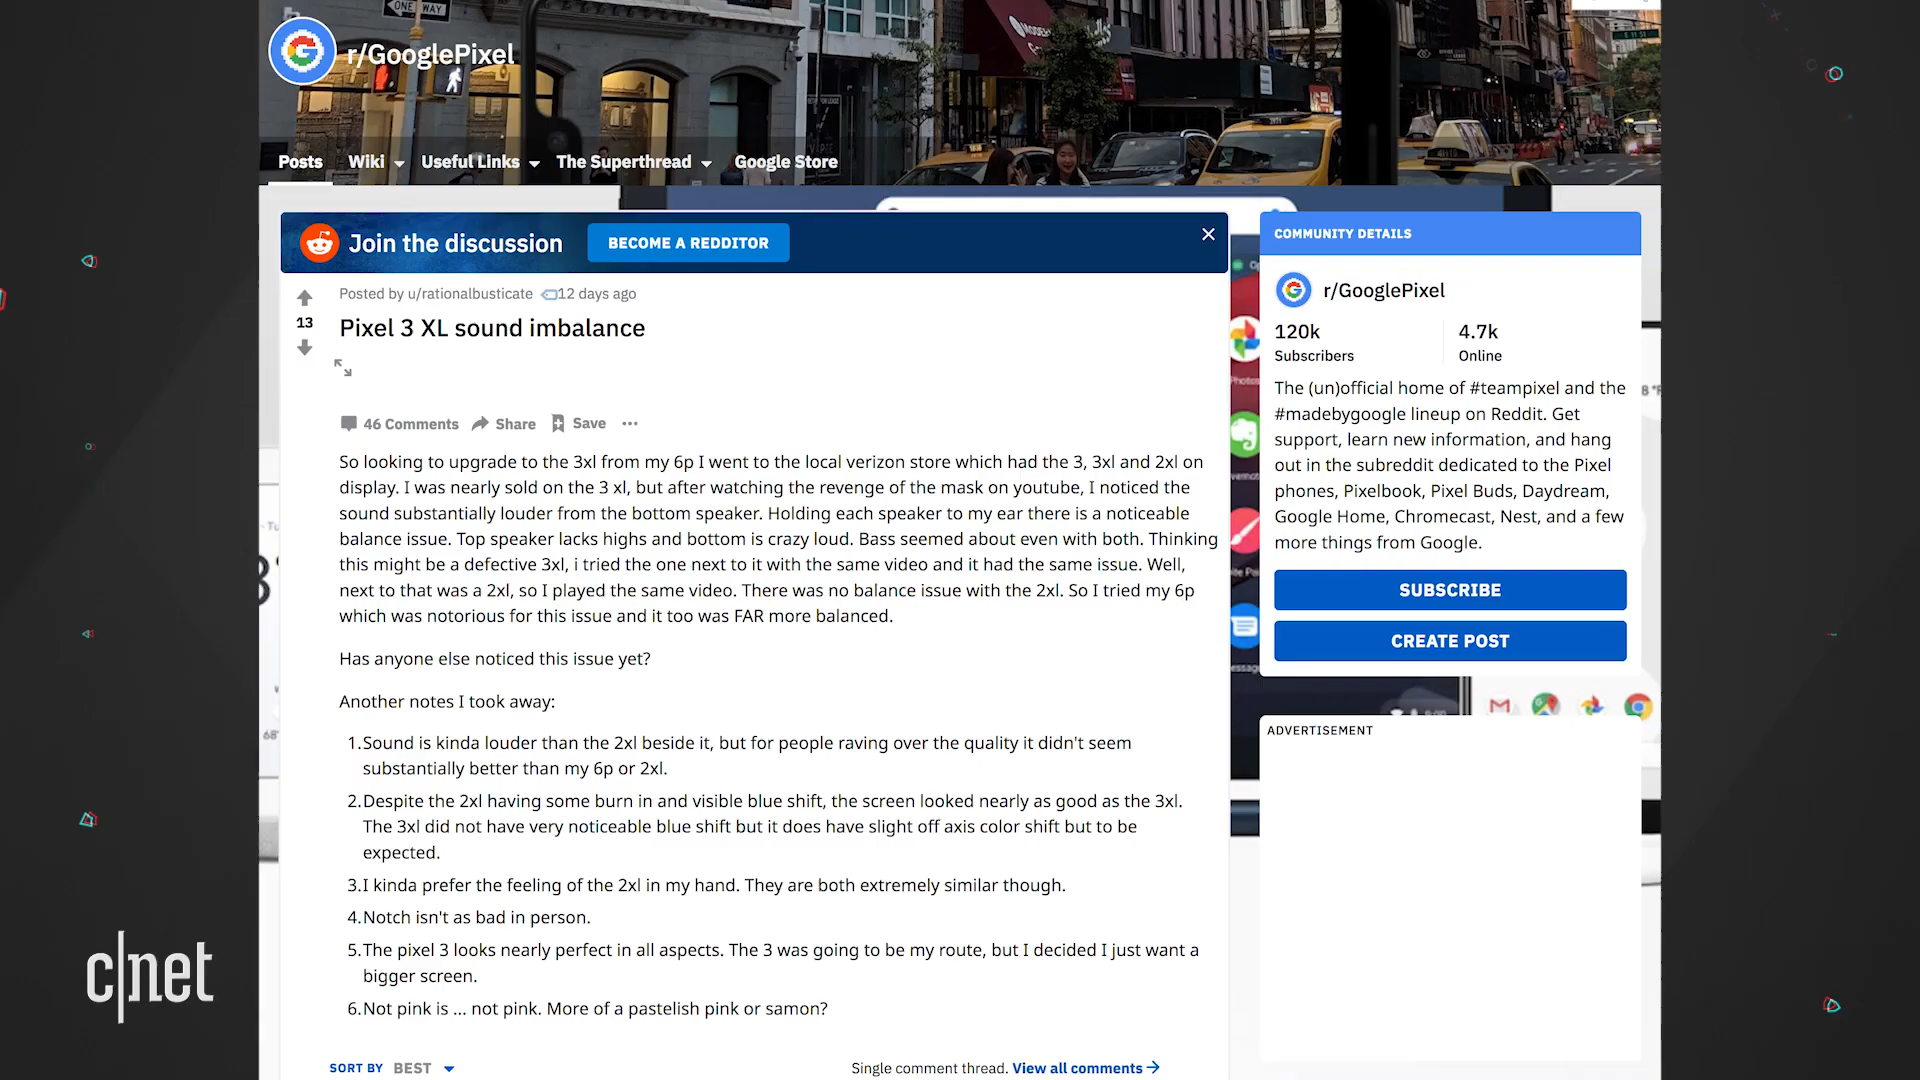 ONE WAY
r/GooglePixel
Posts
Wiki
Useful Links
The Superthread
Google Store
Join the discussion
BECOME A REDDITOR
Posted by u/rationalbusticate
12 days ago
13
Pixel 3 XL sound imbalance
46 Comments
Share
Save
So looking to upgrade to the 3xl from my 6p I went to the local verizon store which had the 3, 3xl and 2xl on
display. I was nearly sold on the 3 xl, but after watching the revenge of the mask on youtube, I noticed the
sound substantially louder from the bottom speaker. Holding each speaker to my ear there is a noticeable
balance issue. Top speaker lacks highs and bottom is crazy loud. Bass seemed about even with both. Thinking
this might be a defective 3xl, i tried the one next to it with the same video and it had the same issue. Well,
next to that was a 2xl, so I played the same video. There was no balance issue with the 2xl. So I tried my 6p
which was notorious for this issue and it too was FAR more balanced.
Has anyone else noticed this issue yet?
Another notes I took away:
1.Sound is kinda louder than the 2xl beside it, but for people raving over the quality it didn't seem
substantially better than my 6p or 2xl.
2.Despite the 2xl having some burn in and visible blue shift, the screen looked nearly as good as the 3xl.
The 3xl did not have very noticeable blue shift but it does have slight off axis color shift but to be
expected.
3.I kinda prefer the feeling of the 2xl in my hand. They are both extremely similar though.
4.Notch isn't as bad in person.
5.The pixel 3 looks nearly perfect in all aspects. The 3 was going to be my route, but I decided I just want a
bigger screen.
6.Not pink is ... not pink. More of a pastelish pink or samon?
SORT BY BEST
Single comment thread. View all comments
COMMUNITY DETAILS
r/GooglePixel
120k
4.7k
Subscribers
Online
The (un)official home of #teampixel and the
#madebygoogle lineup on Reddit. Get
support, learn new information, and hang
out in the subreddit dedicated to the Pixel
phones, Pixelbook, Pixel Buds, Daydream,
Google Home, Chromecast, Nest, and a few
more things from Google.
SUBSCRIBE
CREATE POST
ADVERTISEMENT
c|net